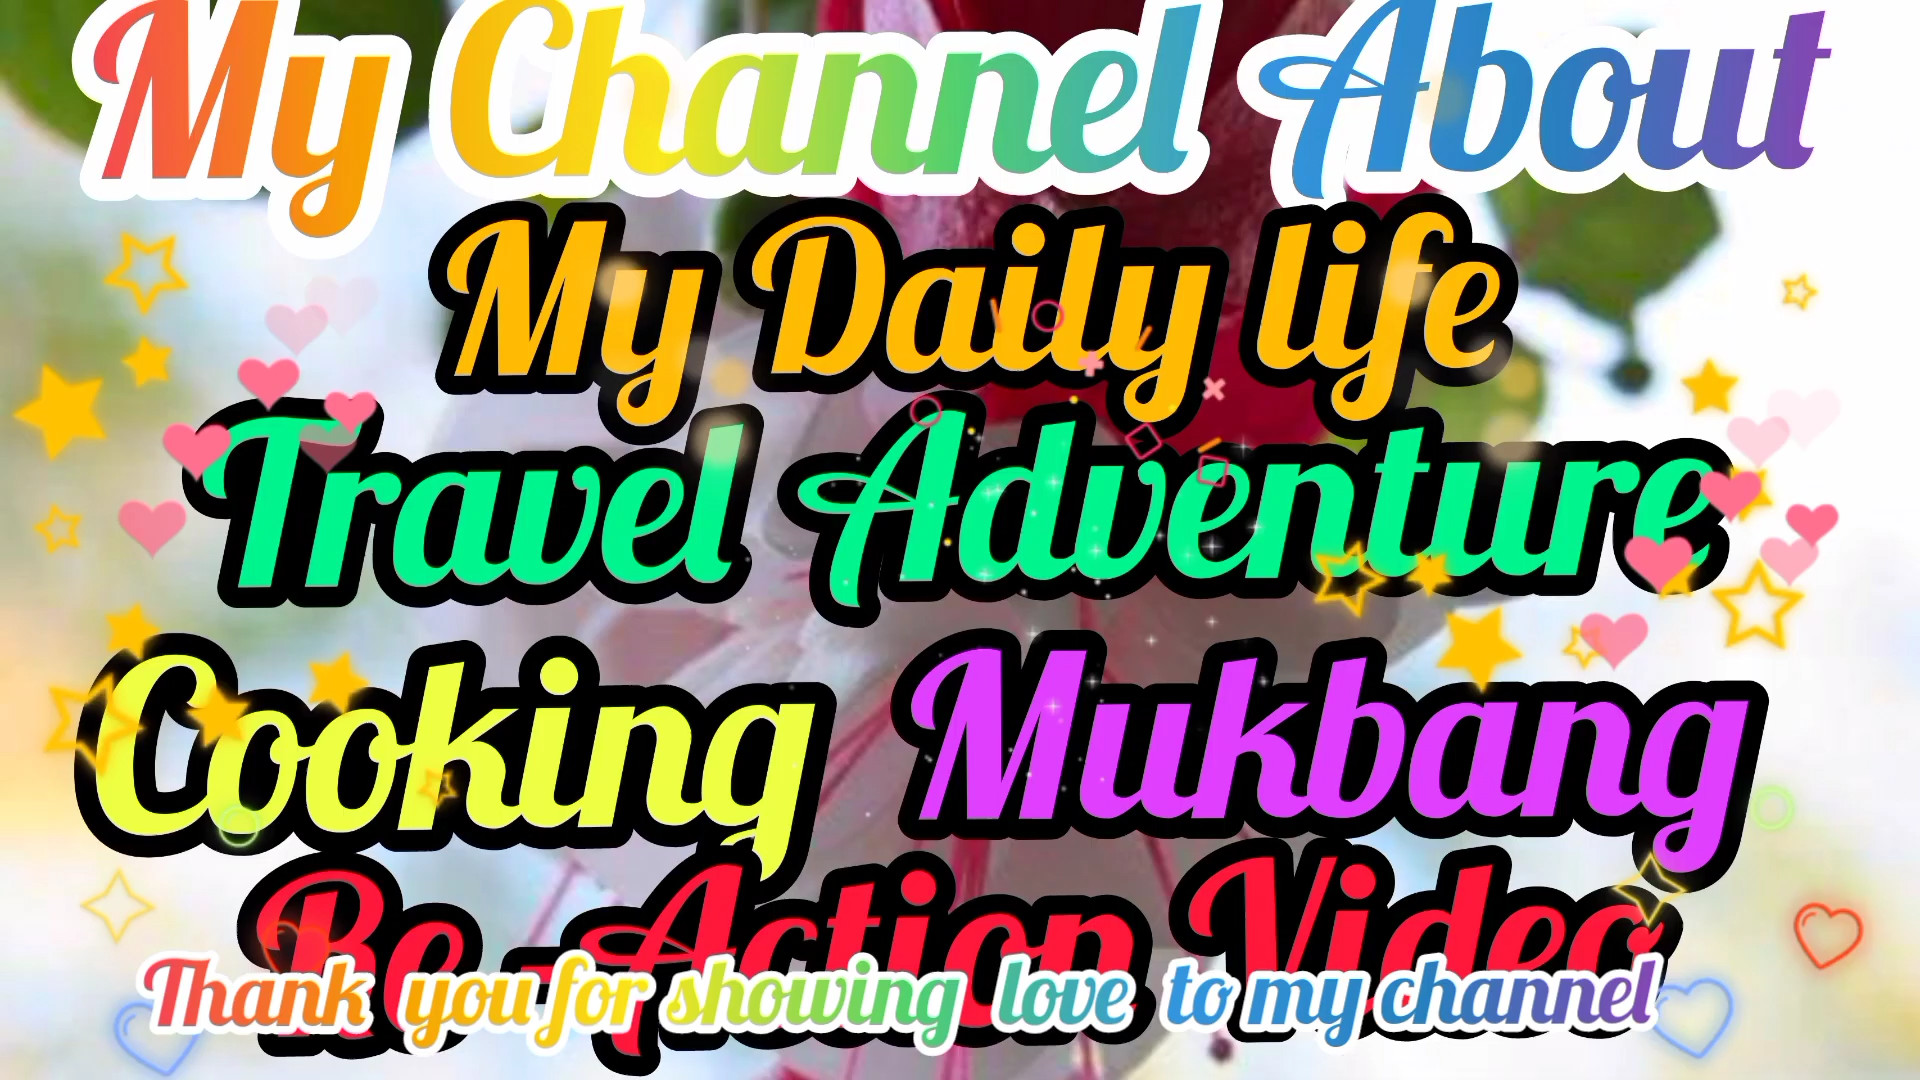 My Channel About
My Daily life
Travel Adventure
Cooking Mukbang
Re-Action Video
Thank you for showing love to my channel